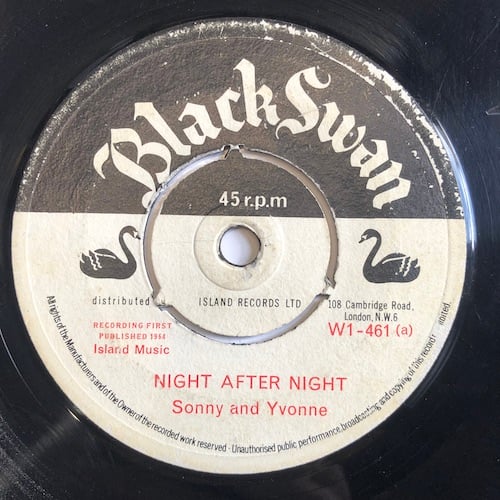 Black Swan
45 r.p.m
distributed
ISLAND RECORDS LTD
108 Cambridge Road,
London, N.W.6
W1-461 (a)
RECORDING FIRST
PUBLISHED 1964
Island Music
NIGHT AFTER NIGHT
Sonny and Yvonne
All rights of the Manufacturers and of the Owner of the recorded work reserved · Unauthorised public performance, broadcasting and copying of this record